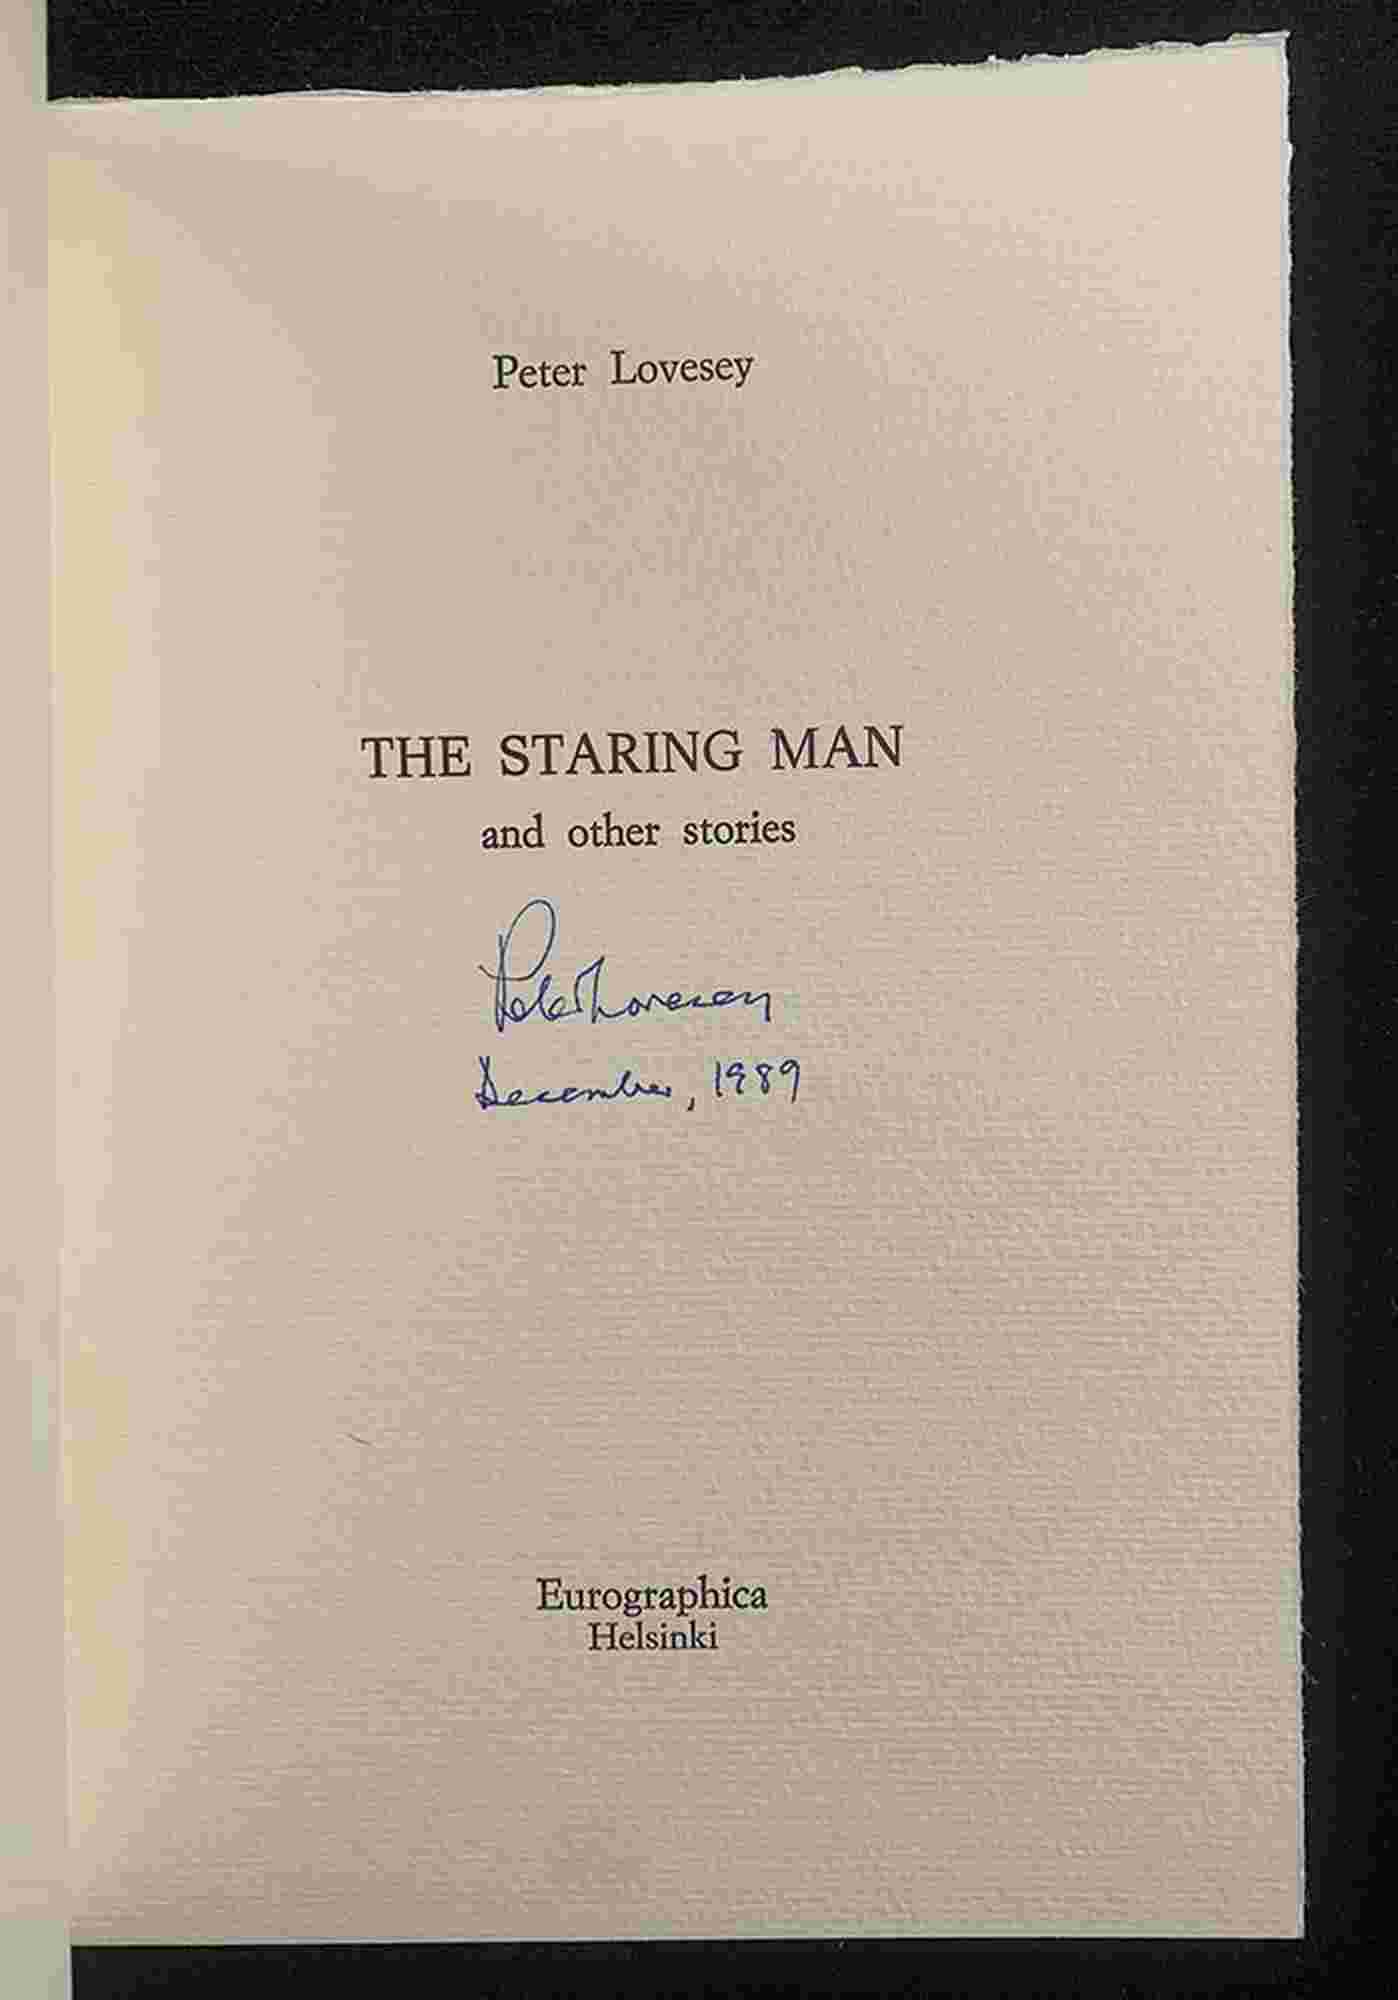 Peter Lovesey
THE STARING MAN
and other stories
Peter Lovesey
December, 1989
Eurographica
Helsinki